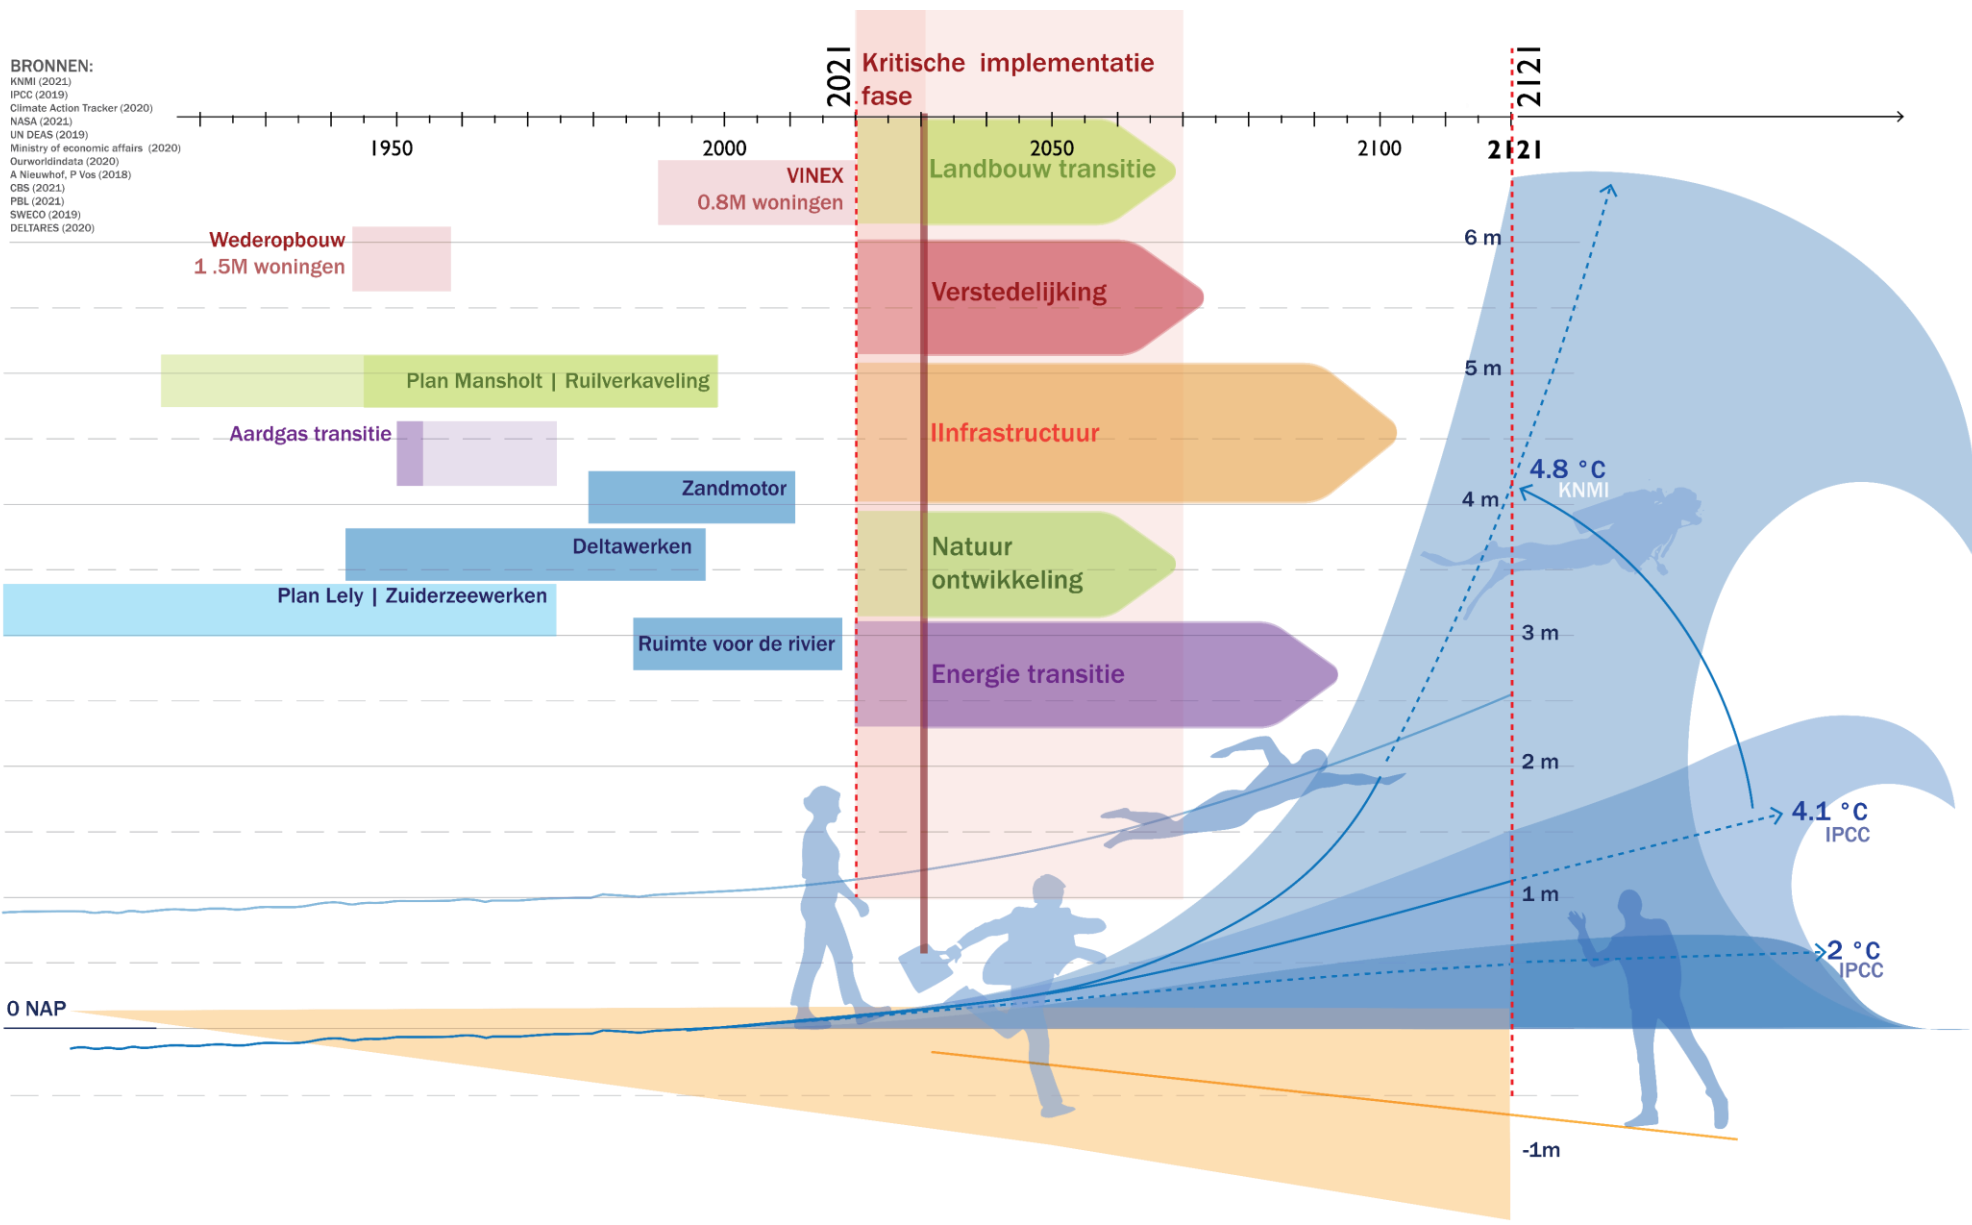 BRONNEN:
KNMI (2021)
IPCC (2019)
Climate Action Tracker (2020)
NASA (2021)
UN DEAS (2019)
Ministry of economic affairs (2020)
Ourworldindata (2020)
A Nieuwhof, P Vos (2018)
CBS (2021)
PBL (2021)
SWECO (2019)
DELTARES (2020)
2021
Kritische implementatie
fase
2121
1950
2000
2050
2100
2121
VINEX
0.8M woningen
Landbouw transitie
Wederopbouw
1 .5M woningen
6 m
Verstedelijking
5 m
Plan Mansholt | Ruilverkaveling
Aardgas transitie
IInfrastructuur
4.8 °C
KNMI
Zandmotor
4 m
Deltawerken
Natuur
ontwikkeling
Plan Lely | Zuiderzeewerken
3 m
Ruimte voor de rivier
Energie transitie
2 m
4.1 °C
IPCC
1 m
2 °C
IPCC
0 NAP
-1m